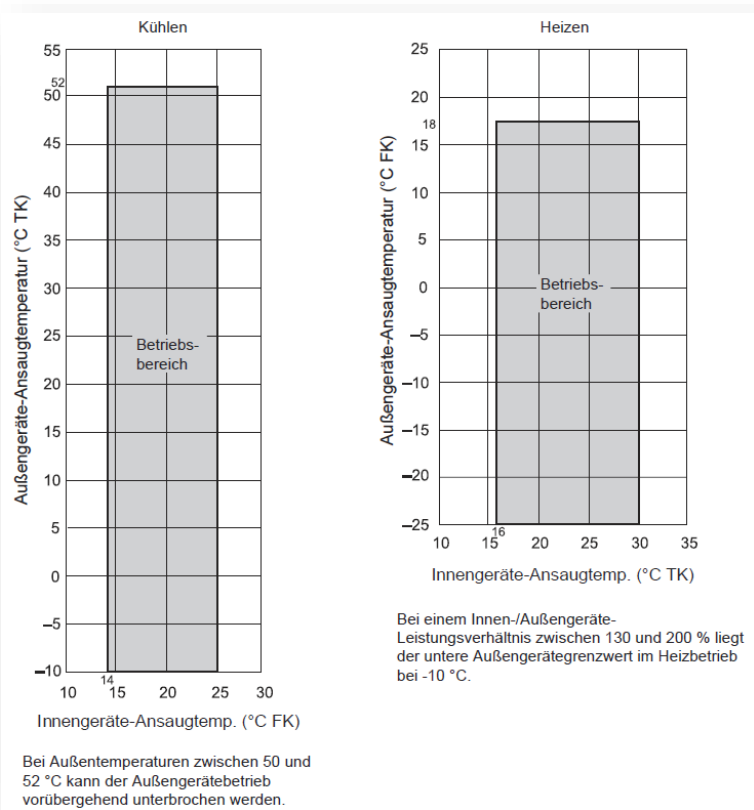 Kühlen
55
52
50
45
40
35
30
25
20
15
10
5
0
–5
–10
Außengeräte-Ansaugtemperatur (°C TK)
Betriebs-
bereich
14
10 15 20 25 30
Innengeräte-Ansaugtemp. (°C FK)
Bei Außentemperaturen zwischen 50 und
52 °C kann der Außengerätebetrieb
vorübergehend unterbrochen werden.
Heizen
25
20
18
15
10
5
0
–5
–10
–15
–20
–25
Außengeräte-Ansaugtemperatur (°C FK)
Betriebs-
bereich
16
10 15 20 25 30 35
Innengeräte-Ansaugtemp. (°C TK)
Bei einem Innen-/Außengeräte-
Leistungsverhältnis zwischen 130 und 200 % liegt
der untere Außengerätegrenzwert im Heizbetrieb
bei -10 °C.